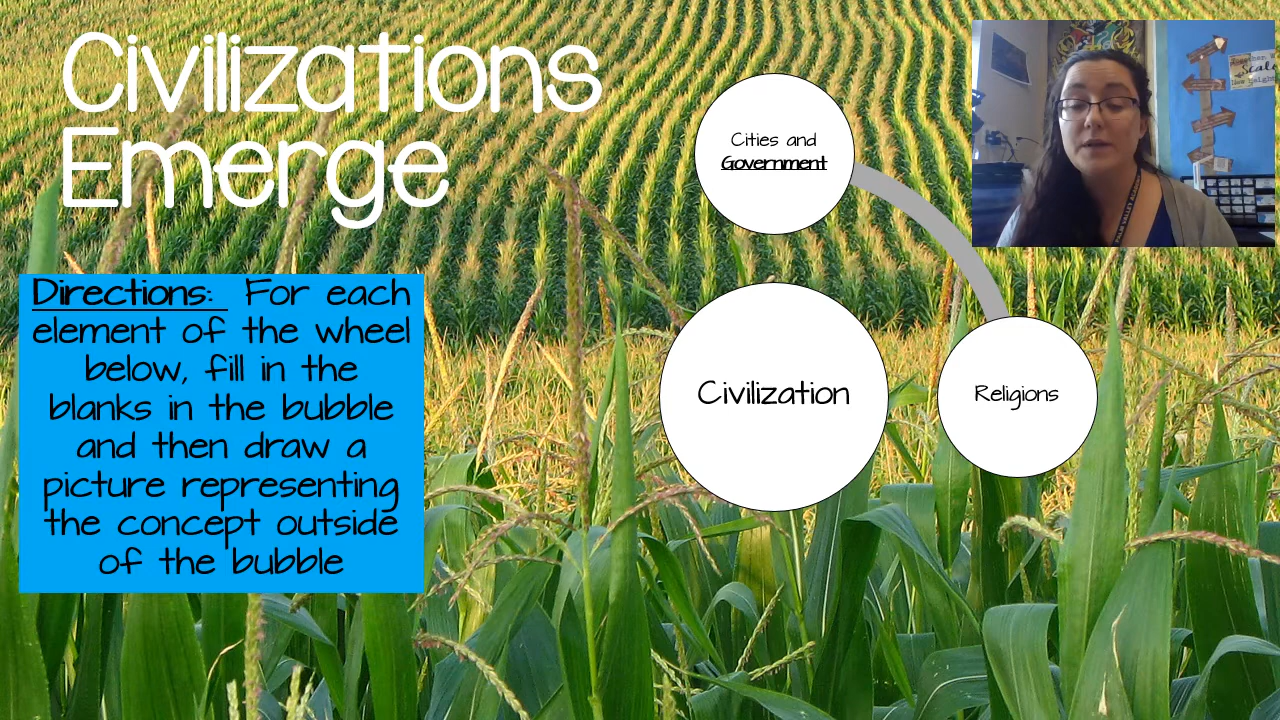 Civilizations
Emerge
Directions: For each
element of the wheel
below, fill in the
blanks in the bubble
and then draw a
picture representing
the concept outside
of the bubble
Cities and
Government
Civilization
Religions